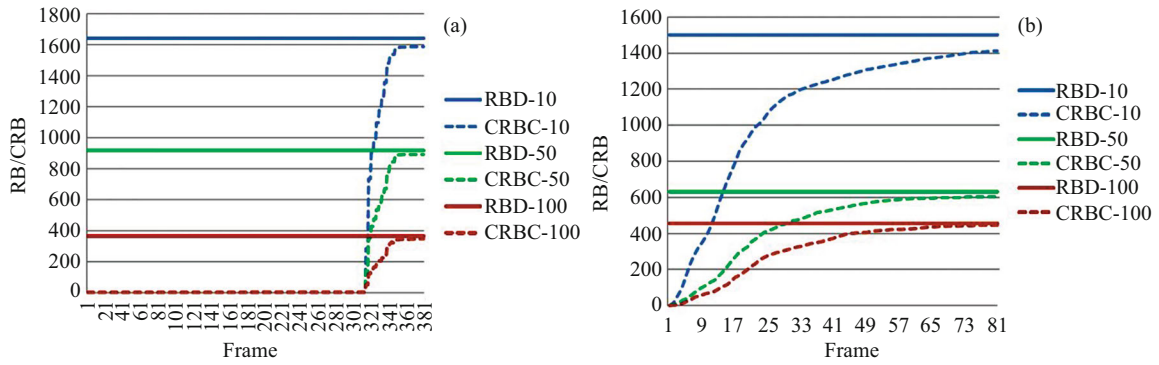 (a)
RB/CRB
1800
1600
1400
1200
1000
800
600
400
200
0
1 21 41 61 81 101 121 141 161 181 201 221 241 261 281 301 321 341 361 381
Frame
RBD-10
CRBC-10
RBD-50
CRBC-50
RBD-100
CRBC-100
(b)
RB/CRB
1600
1400
1200
1000
800
600
400
200
0
1 9 17 25 33 41 49 57 65 73 81
Frame
RBD-10
CRBC-10
RBD-50
CRBC-50
RBD-100
CRBC-100